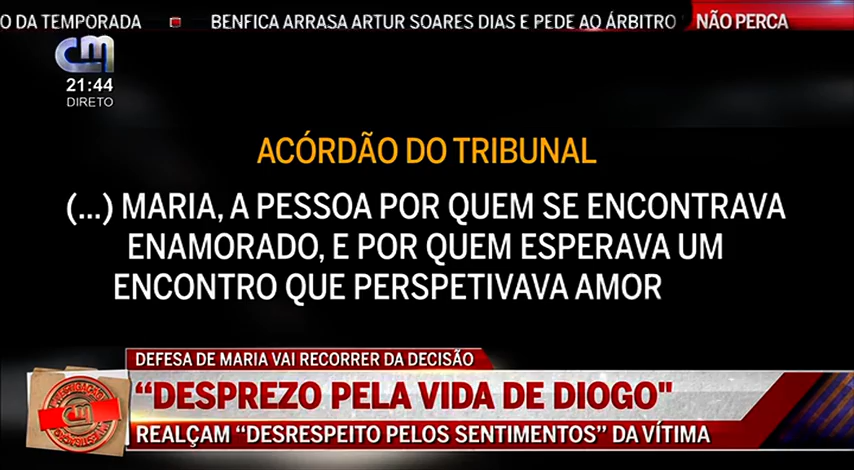 O DA TEMPORADA BENFICA ARRASA ARTUR SOARES DIAS E PEDE AO ÁRBITRO NÃO PERCA
CM
21:44
DIRETO
ACÓRDÃO DO TRIBUNAL
(...) MARIA, A PESSOA POR QUEM SE ENCONTRAVA
ENAMORADO, E POR QUEM ESPERAVA UM
ENCONTRO QUE PERSPETIVAVA AMOR
DEFESA DE MARIA VAI RECORRER DA DECISÃO
“DESPREZO PELA VIDA DE DIOGO"
REALÇAM “DESRESPEITO PELOS SENTIMENTOS” DA VÍTIMA